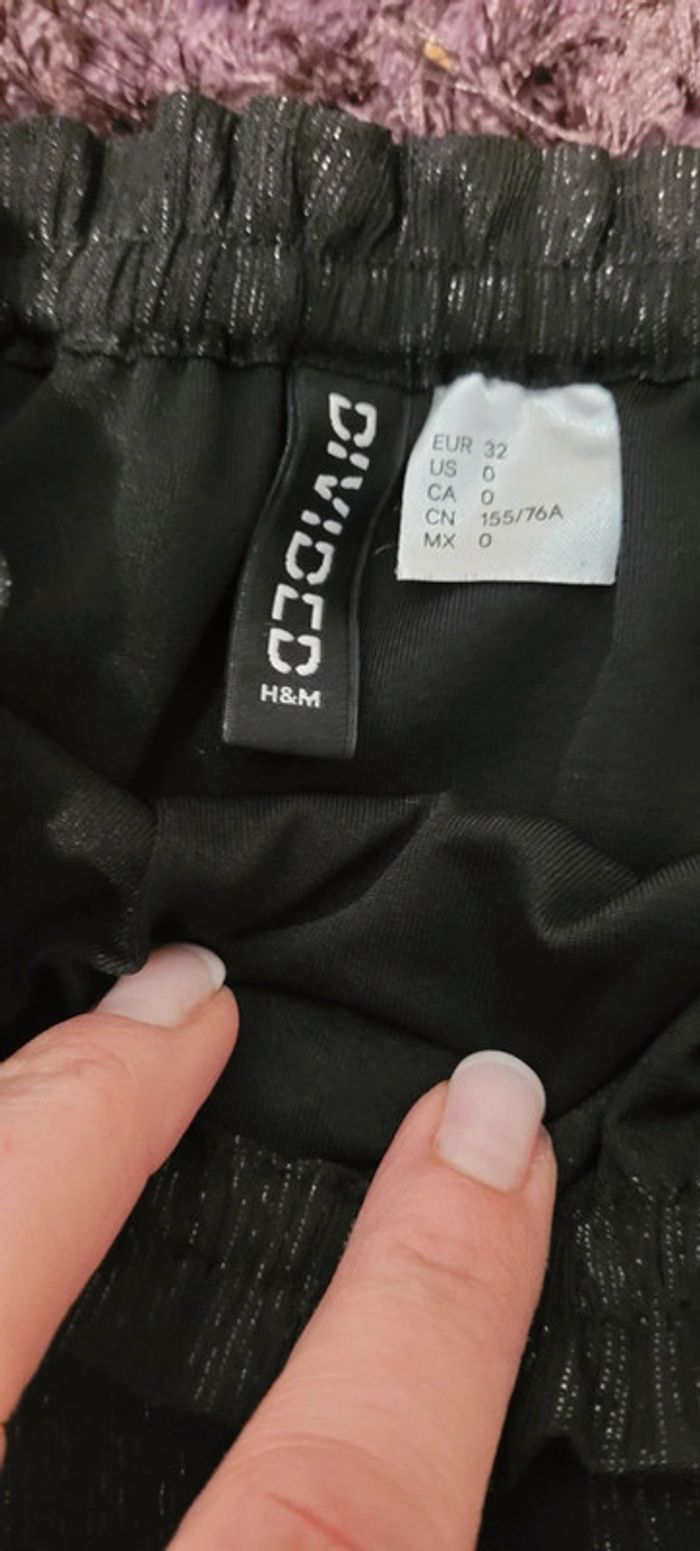 DIVIDED
H&M
EUR 32
US 0
CA 0
CN 155/76A
MX 0